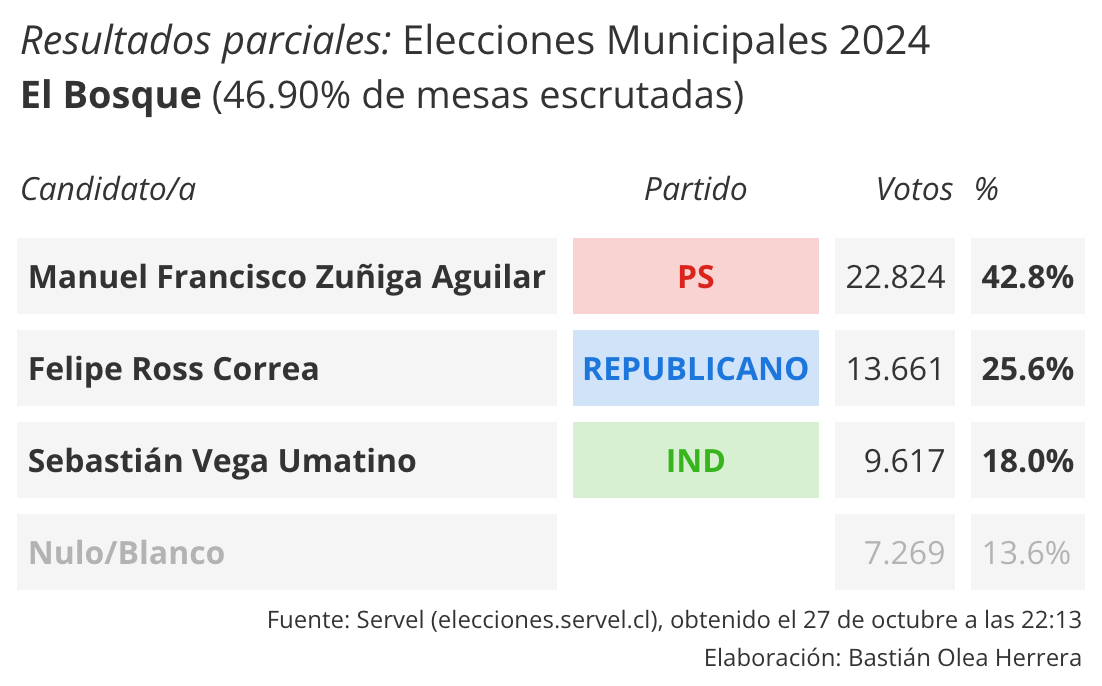 Resultados parciales: Elecciones Municipales 2024
El Bosque (46.90% de mesas escrutadas)
Candidato/a Partido Votos %
Manuel Francisco Zuñiga Aguilar PS 22.824 42.8%
Felipe Ross Correa REPUBLICANO 13.661 25.6%
Sebastián Vega Umatino IND 9.617 18.0%
Nulo/Blanco 7.269 13.6%
Fuente: Servel (elecciones.servel.cl), obtenido el 27 de octubre a las 22:13
Elaboración: Bastián Olea Herrera